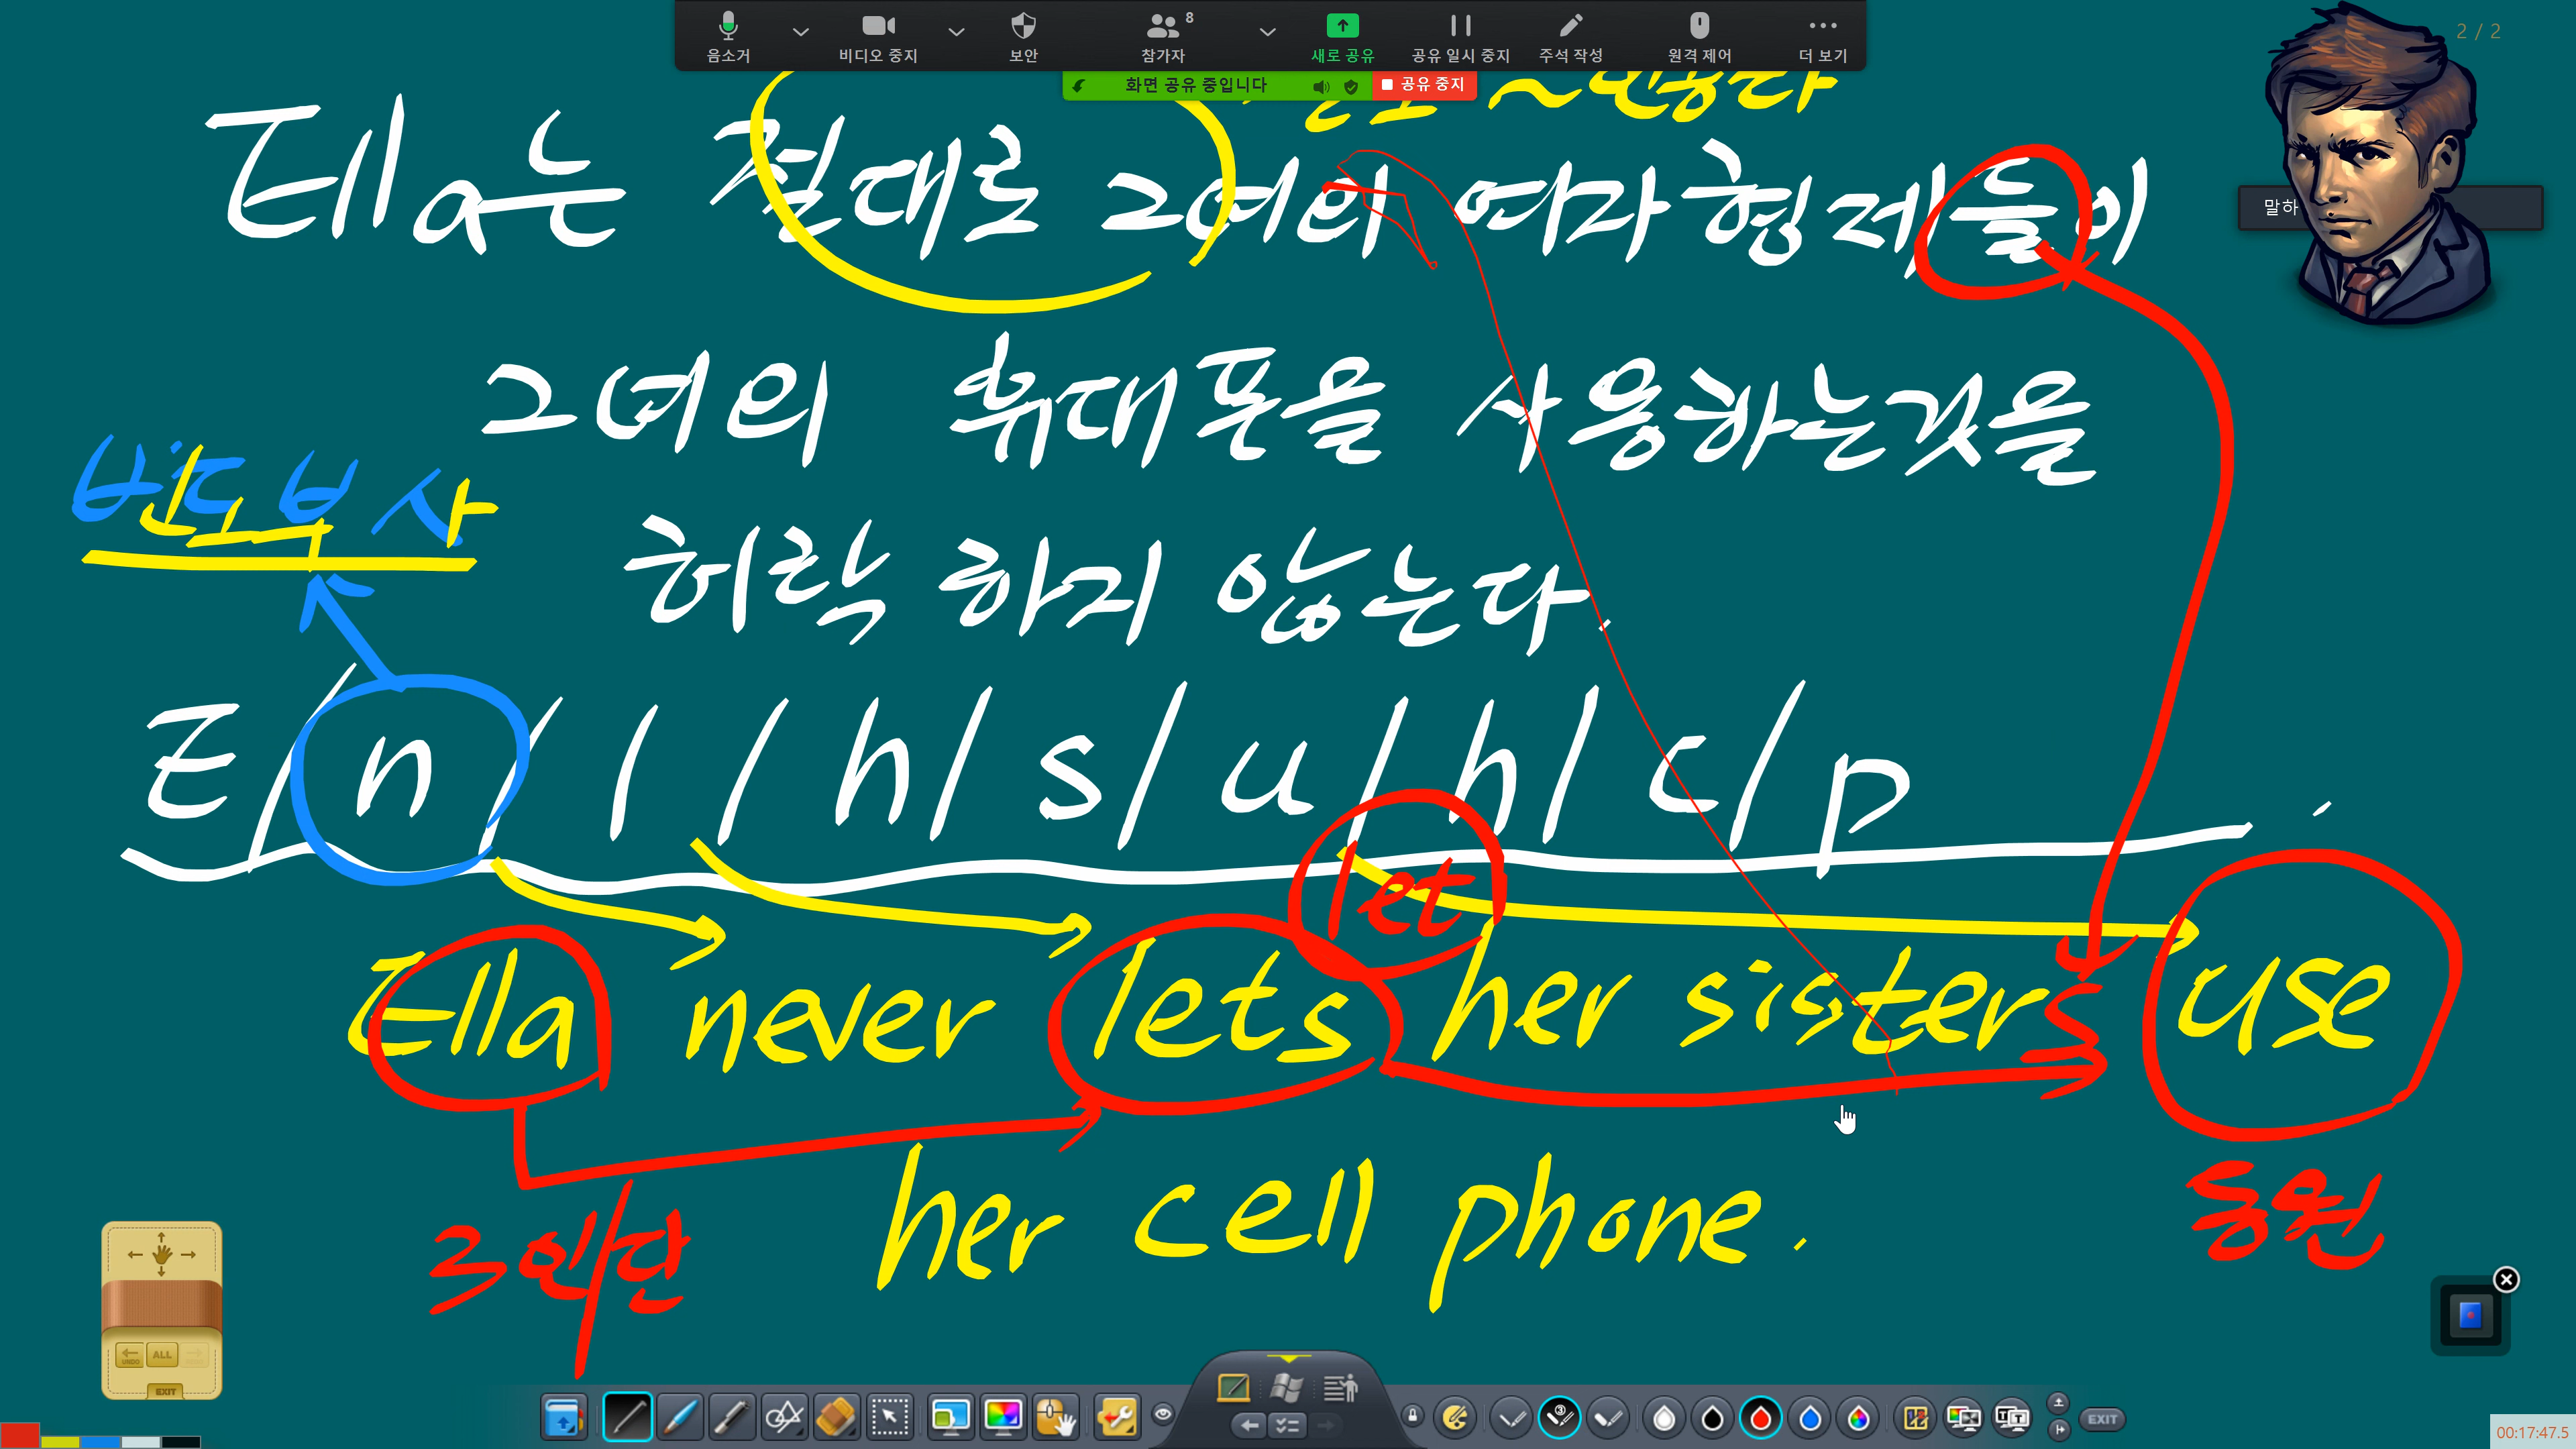 음소거 비디오 중지 보안 참가자 8 새로 공유 공유 일시 중지 주석 작성 원격 제어 더 보기
화면 공유 중입니다 공유 중지
2 / 2
말하
Ella는 절대로 그녀의 여자형제들이
그녀의 휴대폰을 사용하는것을
빈도부사
허락 하지 않는다.
E/n/l/h/s/u/h/c/p .
let
Ella never lets her sisters use
3인/단 her cell phone. 동원
UNDO ALL
EXIT
EXIT
00:17:47.5